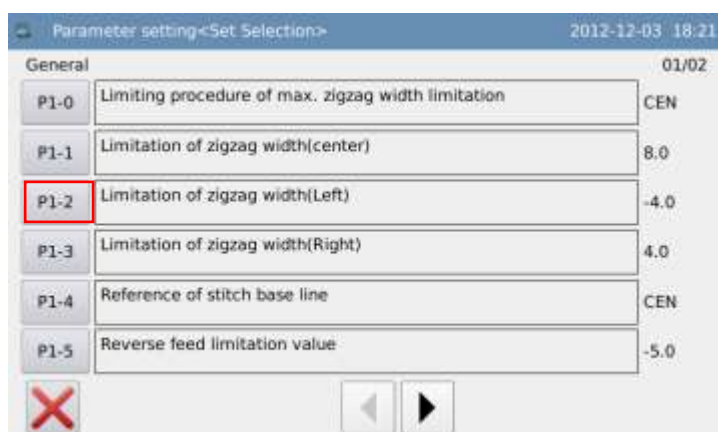 Parameter setting<Set Selection> 2012-12-03 18:21
General 01/02
P1-0 Limiting procedure of max. zigzag width limitation CEN
P1-1 Limitation of zigzag width(center) 8.0
P1-2 Limitation of zigzag width(Left) -4.0
P1-3 Limitation of zigzag width(Right) 4.0
P1-4 Reference of stitch base line CEN
P1-5 Reverse feed limitation value -5.0